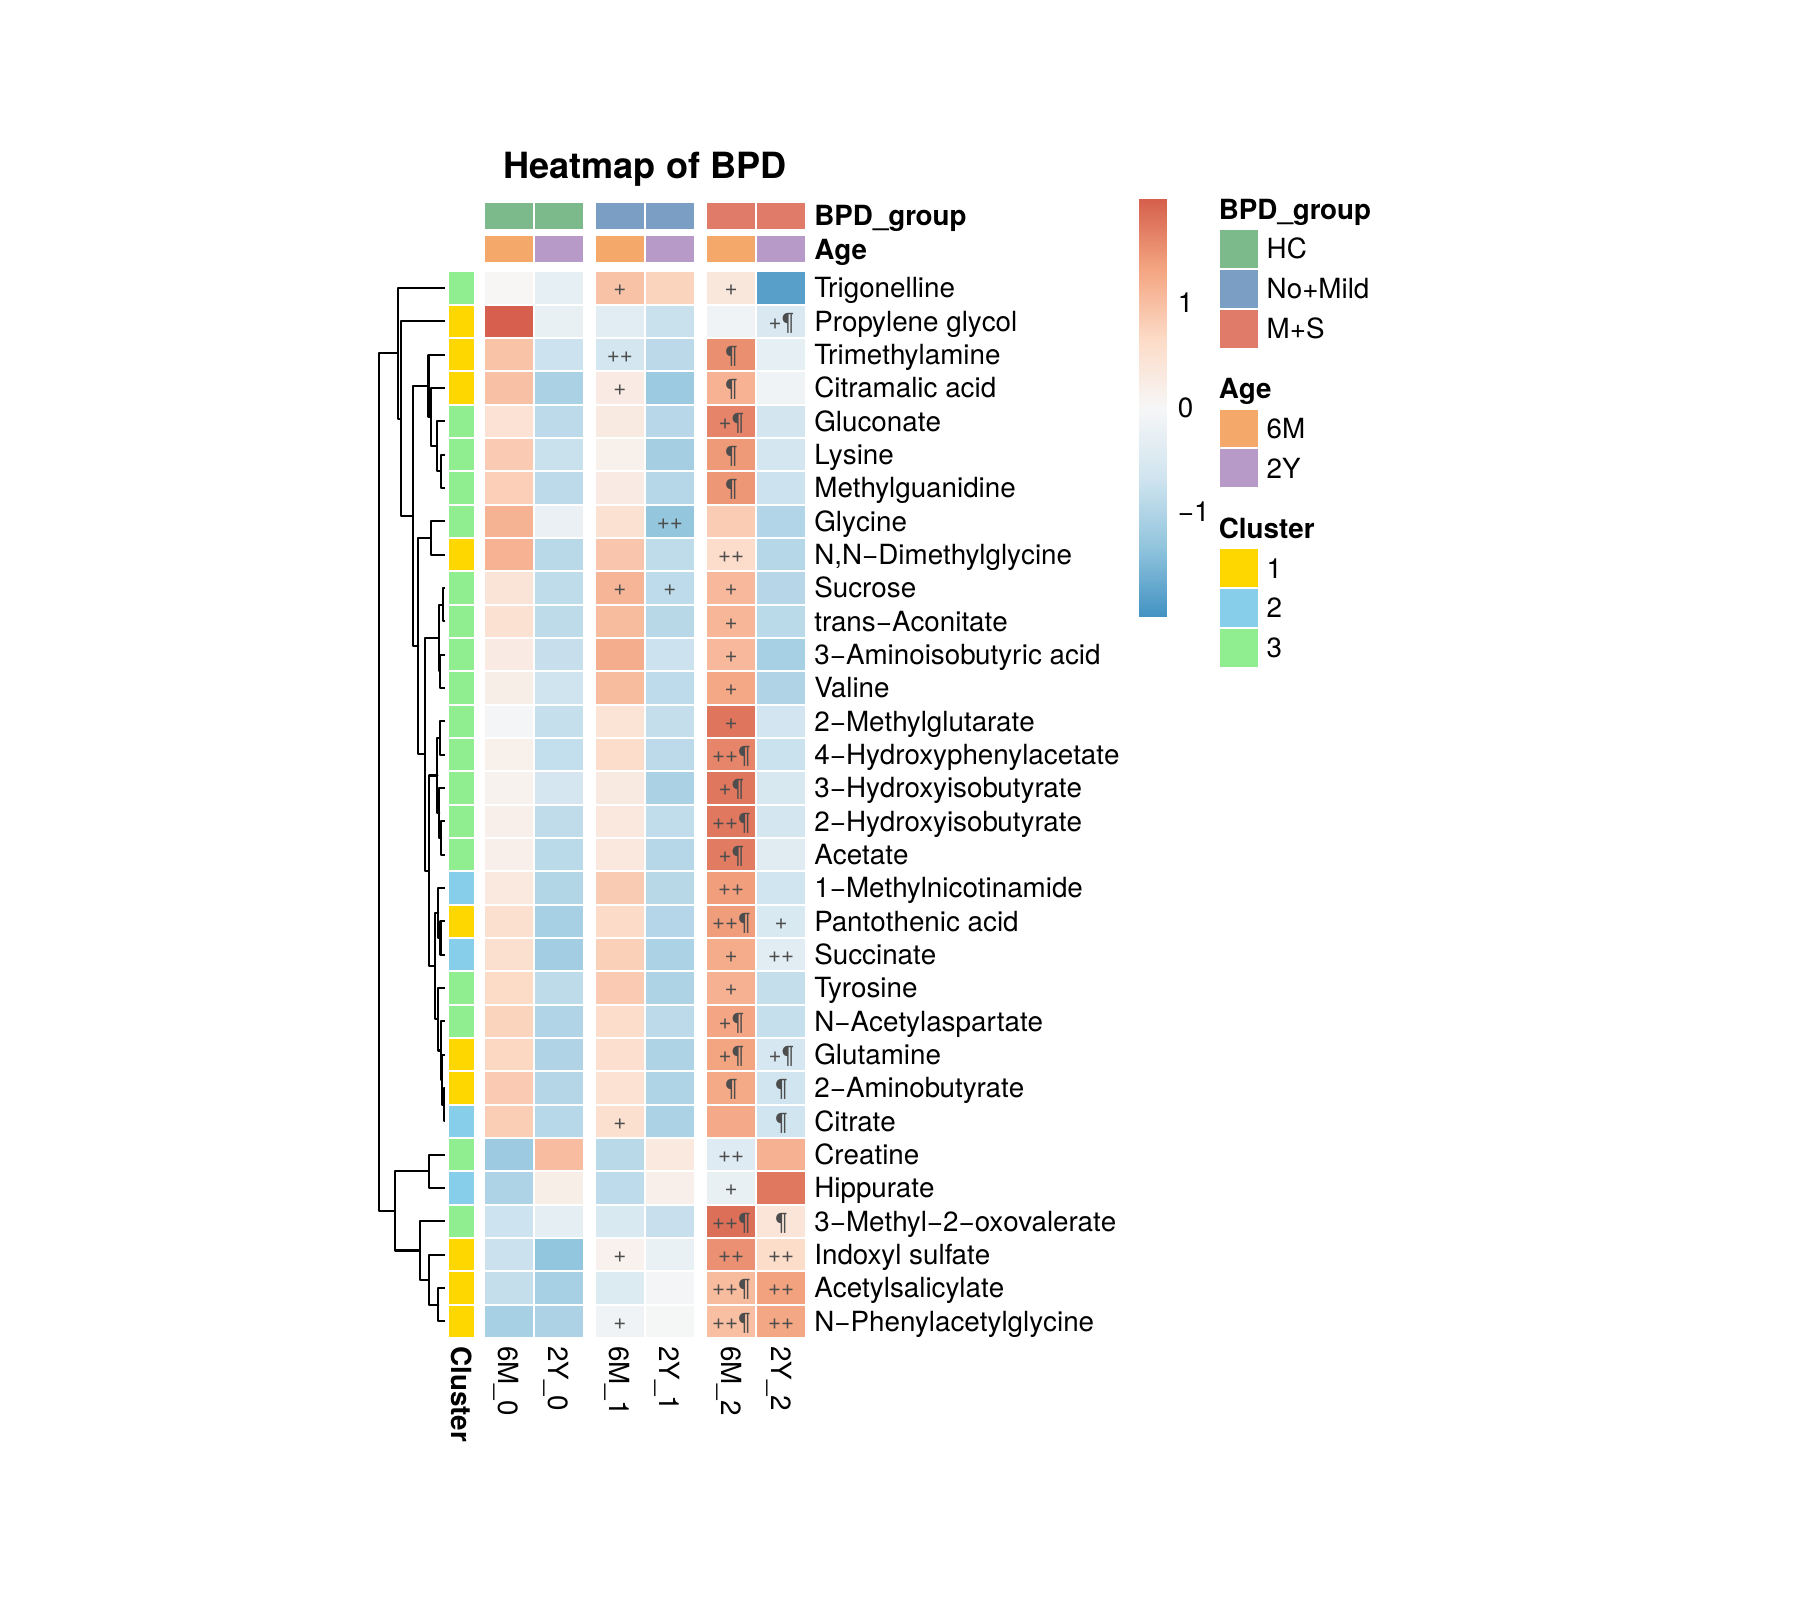 Heatmap of BPD
BPD_group
Age
+ + Trigonelline
+¶ Propylene glycol
++ ¶ Trimethylamine
+ ¶ Citramalic acid
+¶ Gluconate
¶ Lysine
¶ Methylguanidine
++ Glycine
++ N,N−Dimethylglycine
+ + + Sucrose
+ trans−Aconitate
+ 3−Aminoisobutyric acid
+ Valine
+ 2−Methylglutarate
++¶ 4−Hydroxyphenylacetate
+¶ 3−Hydroxyisobutyrate
++¶ 2−Hydroxyisobutyrate
+¶ Acetate
++ 1−Methylnicotinamide
++¶ + Pantothenic acid
+ ++ Succinate
+ Tyrosine
+¶ N−Acetylaspartate
+¶ +¶ Glutamine
¶ ¶ 2−Aminobutyrate
+ ¶ Citrate
++ Creatine
+ Hippurate
++¶ ¶ 3−Methyl−2−oxovalerate
+ ++ ++ Indoxyl sulfate
++¶ ++ Acetylsalicylate
+ ++¶ ++ N−Phenylacetylglycine
Cluster
6M_0
2Y_0
6M_1
2Y_1
6M_2
2Y_2
1
0
−1
BPD_group
HC
No+Mild
M+S
Age
6M
2Y
Cluster
1
2
3